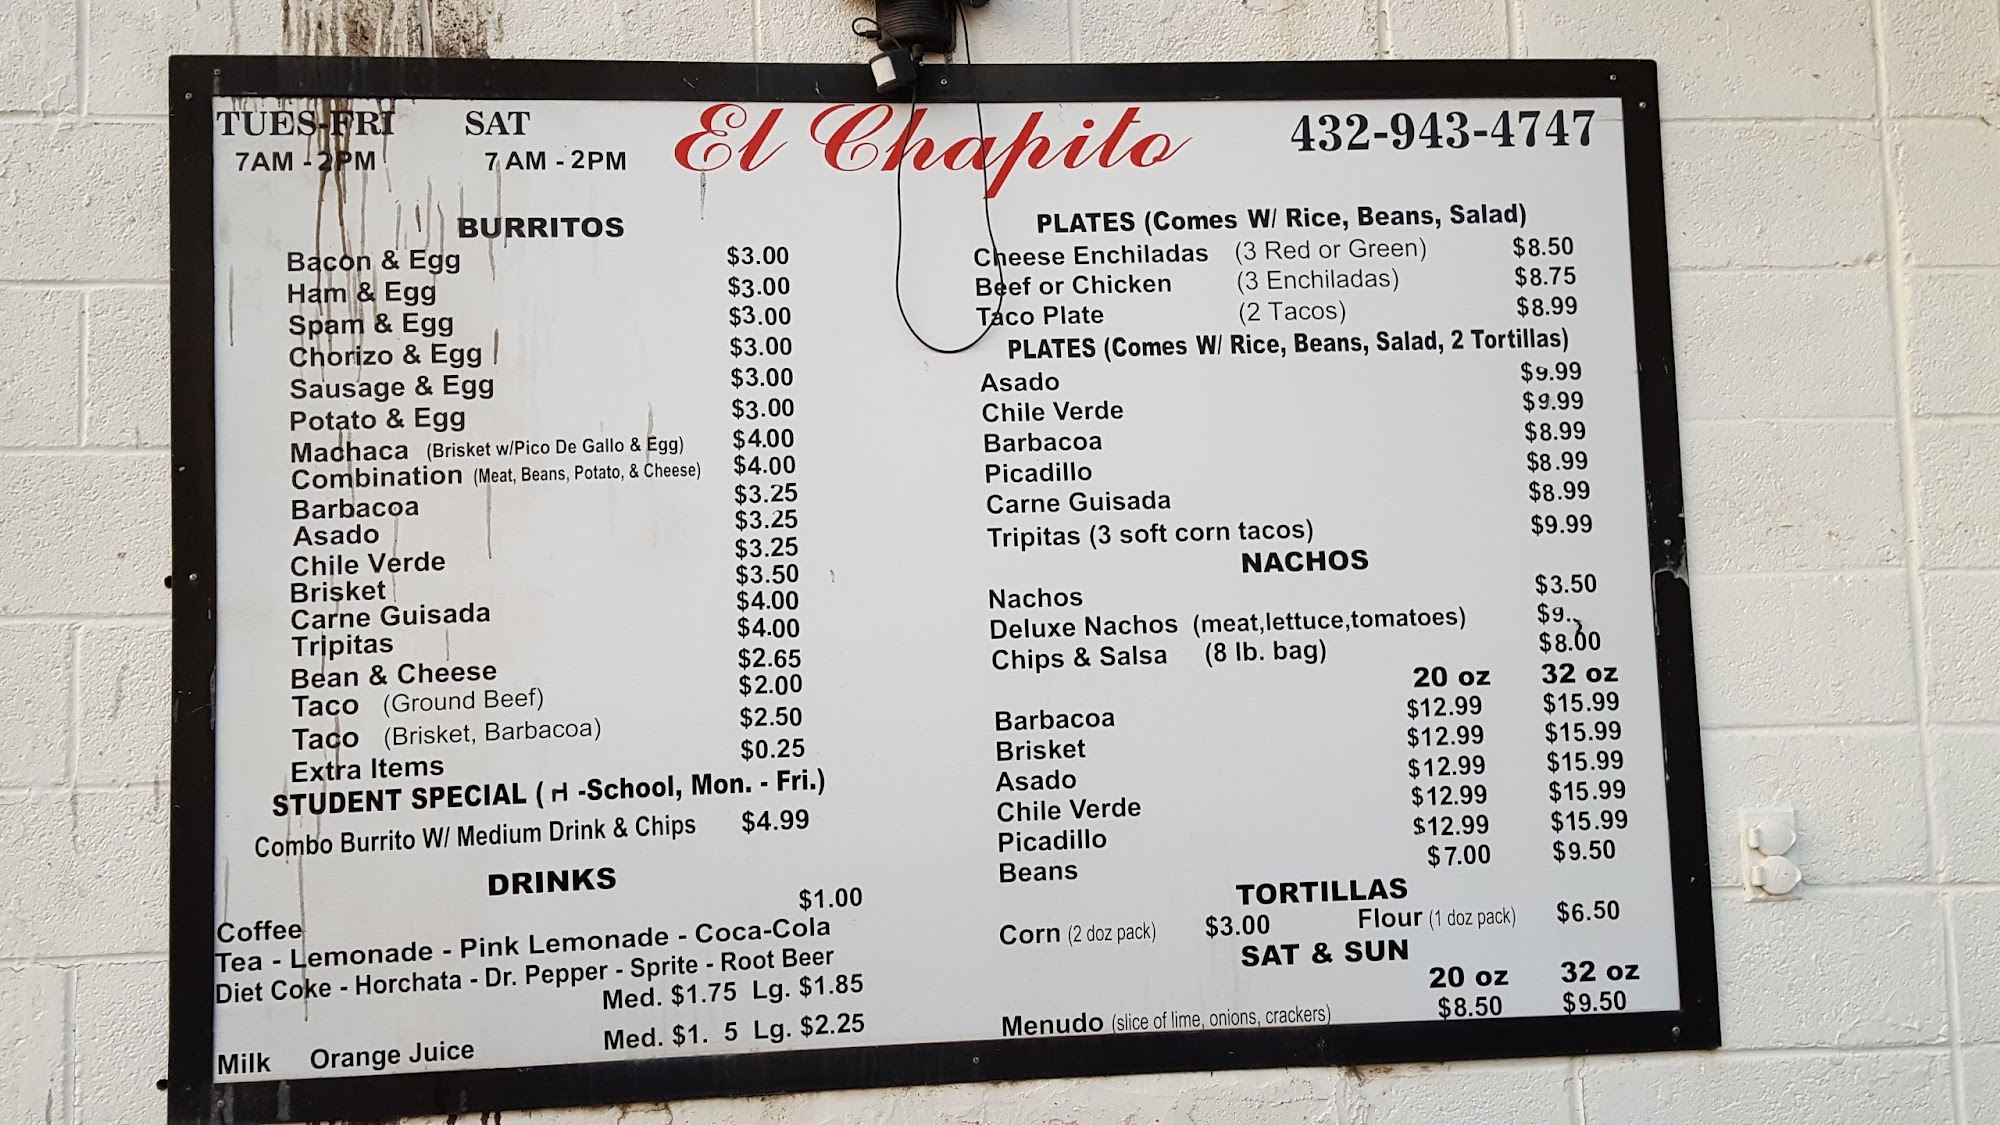 TUES-FRI SAT El Chapito 432-943-4747
7AM - 2PM 7 AM - 2PM
BURRITOS
Bacon & Egg $3.00
Ham & Egg $3.00
Spam & Egg $3.00
Chorizo & Egg $3.00
Sausage & Egg $3.00
Potato & Egg $3.00
Machaca (Brisket w/Pico De Gallo & Egg) $4.00
Combination (Meat, Beans, Potato, & Cheese) $4.00
Barbacoa $3.25
Asado $3.25
Chile Verde $3.25
Brisket $3.50
Carne Guisada $4.00
Tripitas $4.00
Bean & Cheese $2.65
Taco (Ground Beef) $2.00
Taco (Brisket, Barbacoa) $2.50
Extra Items $0.25
STUDENT SPECIAL ( H -School, Mon. - Fri.)
Combo Burrito W/ Medium Drink & Chips $4.99
DRINKS
Coffee $1.00
Tea - Lemonade - Pink Lemonade - Coca-Cola
Diet Coke - Horchata - Dr. Pepper - Sprite - Root Beer
Med. $1.75 Lg. $1.85
Milk Orange Juice Med. $1. 5 Lg. $2.25
PLATES (Comes W/ Rice, Beans, Salad)
Cheese Enchiladas (3 Red or Green) $8.50
Beef or Chicken (3 Enchiladas) $8.75
Taco Plate (2 Tacos) $8.99
PLATES (Comes W/ Rice, Beans, Salad, 2 Tortillas)
Asado $9.99
Chile Verde $9.99
Barbacoa $8.99
Picadillo $8.99
Carne Guisada $8.99
Tripitas (3 soft corn tacos) $9.99
NACHOS
Nachos $3.50
Deluxe Nachos (meat,lettuce,tomatoes) $9.
Chips & Salsa (8 lb. bag) $8.00
20 oz 32 oz
Barbacoa $12.99 $15.99
Brisket $12.99 $15.99
Asado $12.99 $15.99
Chile Verde $12.99 $15.99
Picadillo $12.99 $15.99
Beans $7.00 $9.50
TORTILLAS
Corn (2 doz pack) $3.00 Flour (1 doz pack) $6.50
SAT & SUN
20 oz 32 oz
Menudo (slice of lime, onions, crackers) $8.50 $9.50